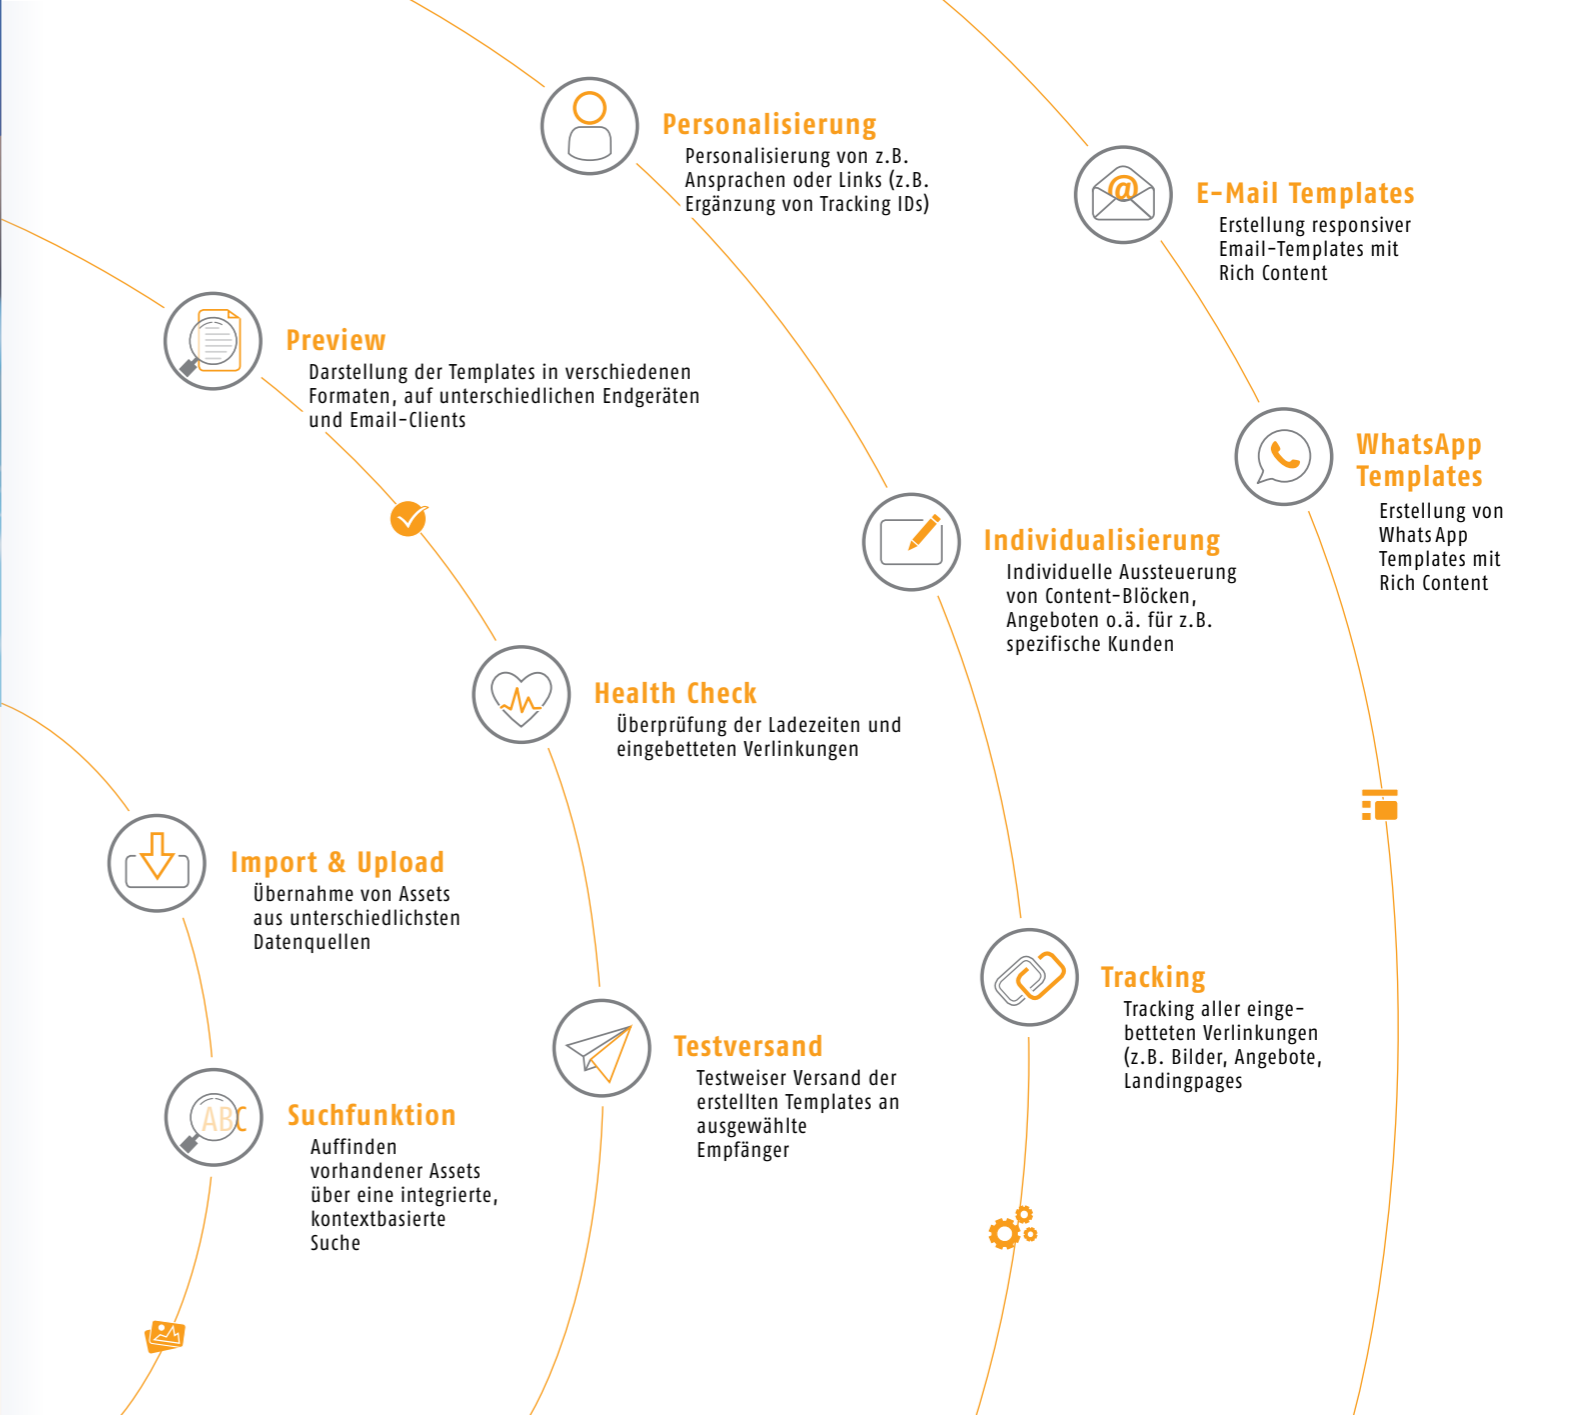 Personalisierung
Personalisierung von z.B.
Ansprachen oder Links (z.B.
Ergänzung von Tracking IDs)
E-Mail Templates
Erstellung responsiver
Email-Templates mit
Rich Content
Preview
Darstellung der Templates in verschiedenen
Formaten, auf unterschiedlichen Endgeräten
und Email-Clients
WhatsApp
Templates
Erstellung von
WhatsApp
Templates mit
Rich Content
Individualisierung
Individuelle Aussteuerung
von Content-Blöcken,
Angeboten o.ä. für z.B.
spezifische Kunden
Health Check
Überprüfung der Ladezeiten und
eingebetteten Verlinkungen
Import & Upload
Übernahme von Assets
aus unterschiedlichsten
Datenquellen
Tracking
Tracking aller einge-
betteten Verlinkungen
(z.B. Bilder, Angebote,
Landingpages
Testversand
Testweiser Versand der
erstellten Templates an
ausgewählte
Empfänger
ABC
Suchfunktion
Auffinden
vorhandener Assets
über eine integrierte,
kontextbasierte
Suche